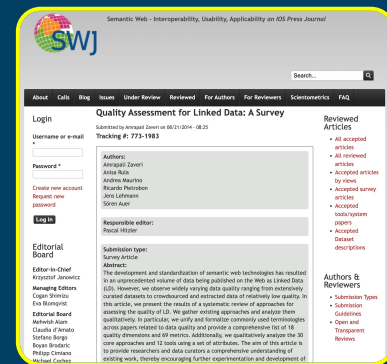 Semantic Web – Interoperability, Usability, Applicability an IOS Press Journal
SWJ
Search...
About Calls Blog Issues Under Review Reviewed For Authors For Reviewers Scientometrics FAQ
Login
Username or e-mail
*
Password *
Create new account
Request new
password
Log in
Editorial
Board
Editor-in-Chief
Krzysztof Janowicz
Managing Editors
Cogan Shimizu
Eva Blomqvist
Editorial Board
Mehwish Alam
Claudia d'Amato
Stefano Borgo
Boyan Brodaric
Philipp Cimiano
Michael Cochez
Quality Assessment for Linked Data: A Survey
Submitted by Amrapali Zaveri on 08/21/2014 - 08:25
Tracking #: 773-1983
Authors:
Amrapali Zaveri
Anisa Rula
Andrea Maurino
Ricardo Pietrobon
Jens Lehmann
Sören Auer
Responsible editor:
Pascal Hitzler
Submission type:
Survey Article
Abstract:
The development and standardization of semantic web technologies has resulted
in an unprecedented volume of data being published on the Web as Linked Data
(LD). However, we observe widely varying data quality ranging from extensively
curated datasets to crowdsourced and extracted data of relatively low quality. In
this article, we present the results of a systematic review of approaches for
assessing the quality of LD. We gather existing approaches and analyze them
qualitatively. In particular, we unify and formalize commonly used terminologies
across papers related to data quality and provide a comprehensive list of 18
quality dimensions and 69 metrics. Additionally, we qualitatively analyze the 30
core approaches and 12 tools using a set of attributes. The aim of this article is
to provide researchers and data curators a comprehensive understanding of
existing work, thereby encouraging further experimentation and development of
Reviewed
Articles
All accepted
articles
All reviewed
articles
Accepted articles
by views
Accepted survey
articles
Accepted
tools/system
papers
Accepted
Dataset
descriptions
Authors &
Reviewers
Submission Types
Submission
Guidelines
Open and
Transparent
Reviews